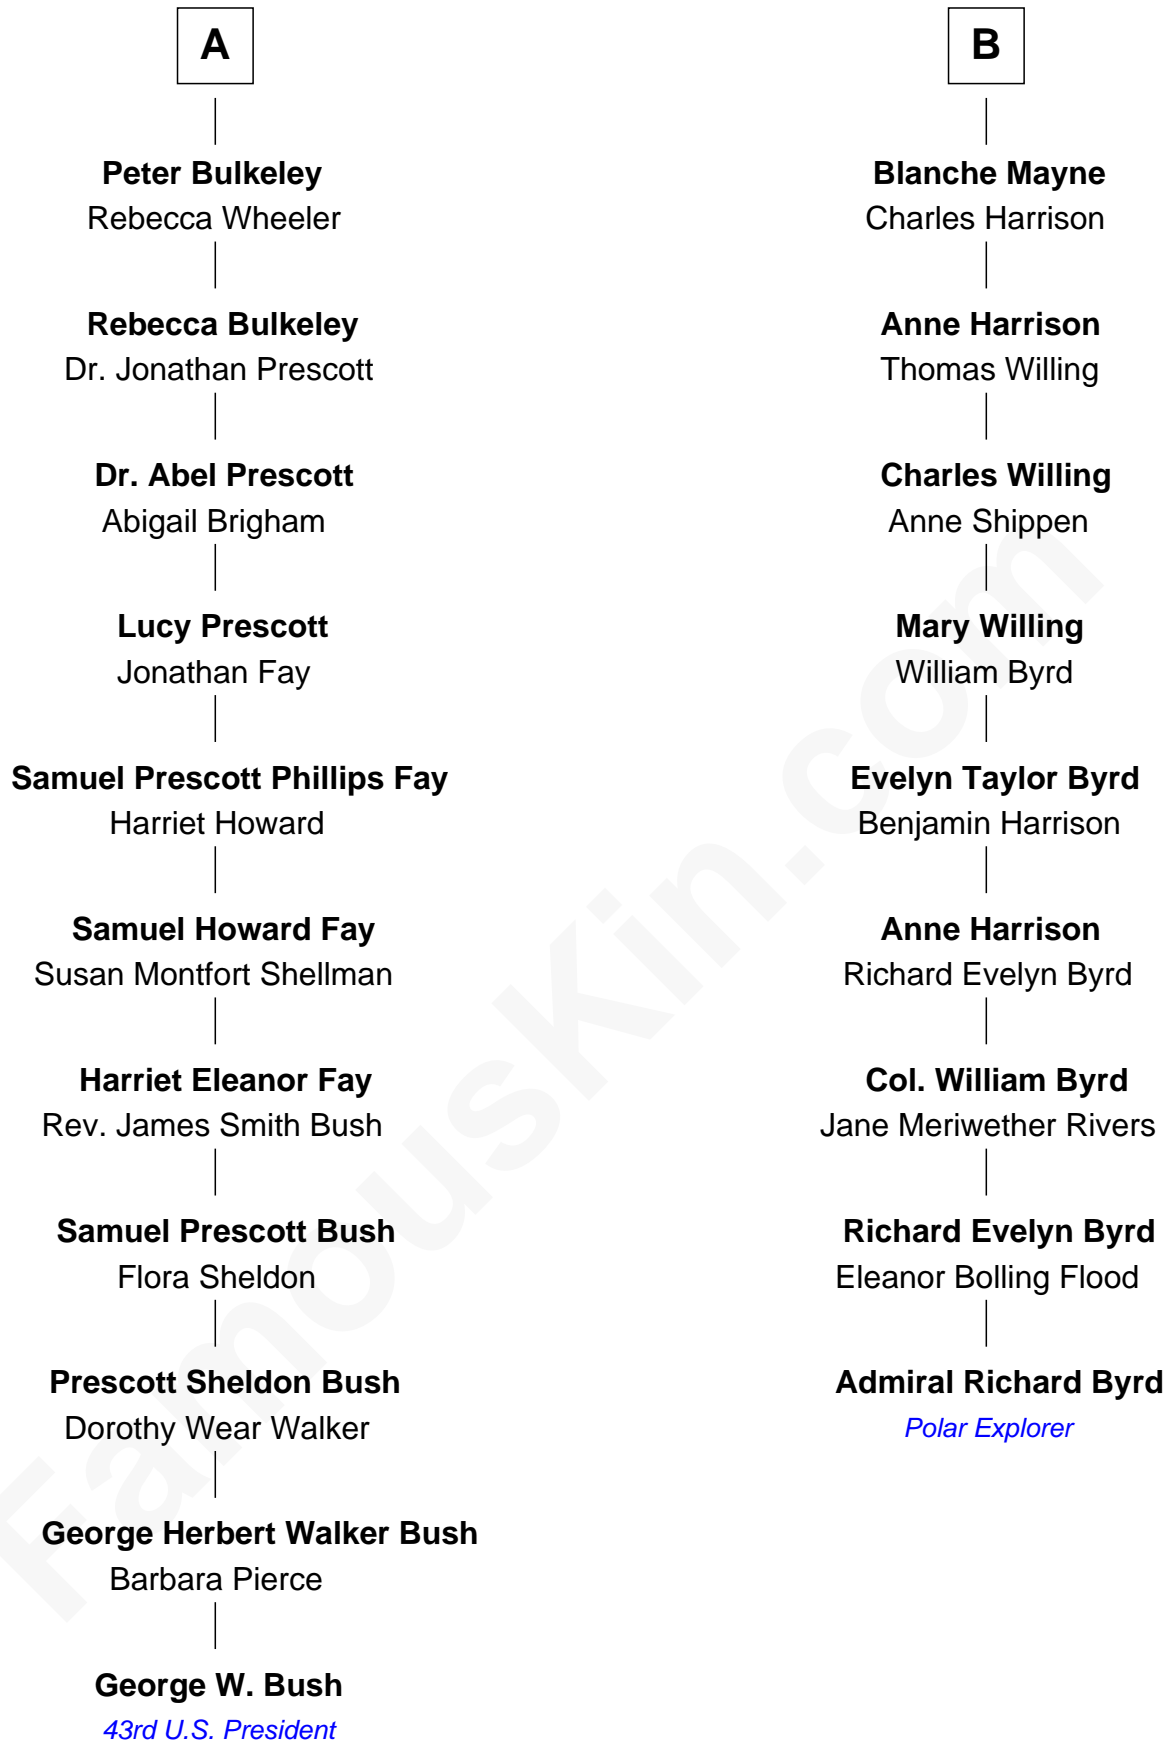 A
Peter Bulkeley
Rebecca Wheeler
Rebecca Bulkeley
Dr. Jonathan Prescott
Dr. Abel Prescott
Abigail Brigham
Lucy Prescott
Jonathan Fay
Samuel Prescott Phillips Fay
Harriet Howard
Samuel Howard Fay
Susan Montfort Shellman
Harriet Eleanor Fay
Rev. James Smith Bush
Samuel Prescott Bush
Flora Sheldon
Prescott Sheldon Bush
Dorothy Wear Walker
George Herbert Walker Bush
Barbara Pierce
George W. Bush
43rd U.S. President
B
Blanche Mayne
Charles Harrison
Anne Harrison
Thomas Willing
Charles Willing
Anne Shippen
Mary Willing
William Byrd
Evelyn Taylor Byrd
Benjamin Harrison
Anne Harrison
Richard Evelyn Byrd
Col. William Byrd
Jane Meriwether Rivers
Richard Evelyn Byrd
Eleanor Bolling Flood
Admiral Richard Byrd
Polar Explorer
FamousKin.com